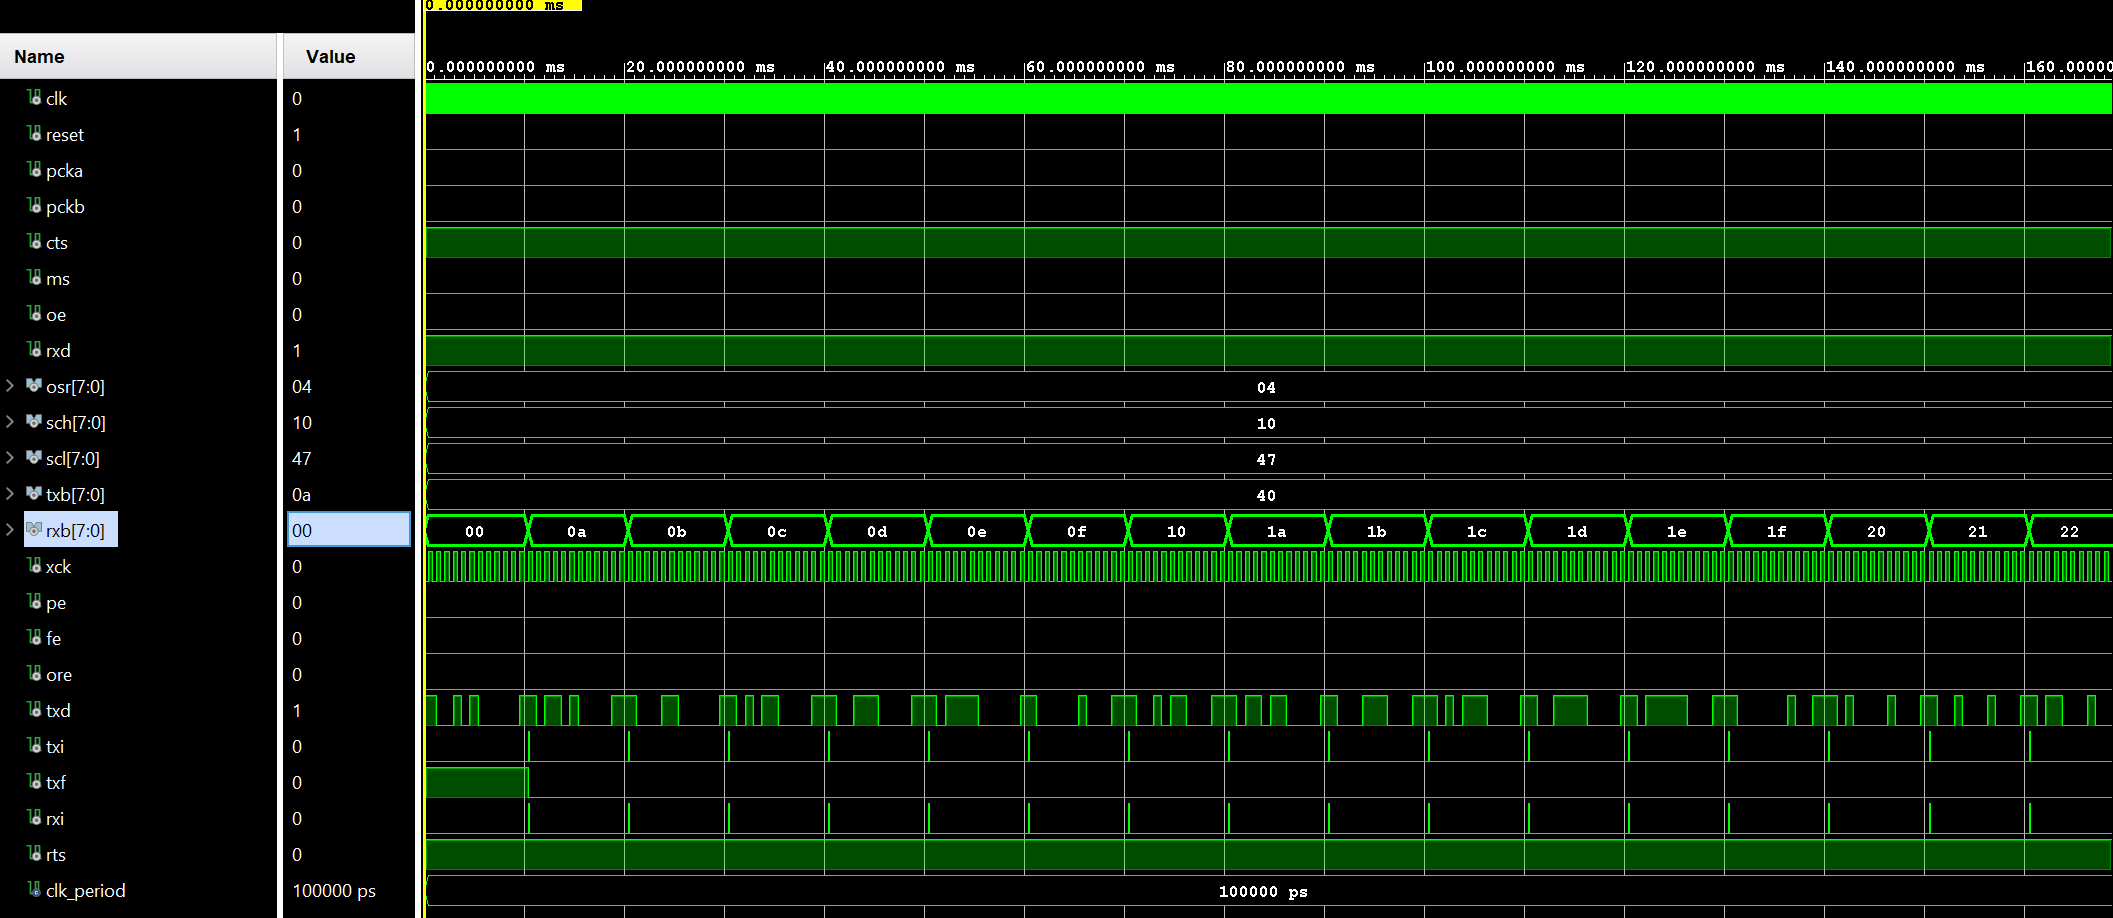 0.000000000 ms
Name Value
0.000000000 ms 20.000000000 ms 40.000000000 ms 60.000000000 ms 80.000000000 ms 100.000000000 ms 120.000000000 ms 140.000000000 ms 160.00000
clk 0
reset 1
pcka 0
pckb 0
cts 0
ms 0
oe 0
rxd 1
osr[7:0] 04 04
sch[7:0] 10 10
scl[7:0] 47 47
txb[7:0] 0a 40
rxb[7:0] 00 00 0a 0b 0c 0d 0e 0f 10 1a 1b 1c 1d 1e 1f 20 21 22
xck 0
pe 0
fe 0
ore 0
txd 1
txi 0
txf 0
rxi 0
rts 0
clk_period 100000 ps 100000 ps